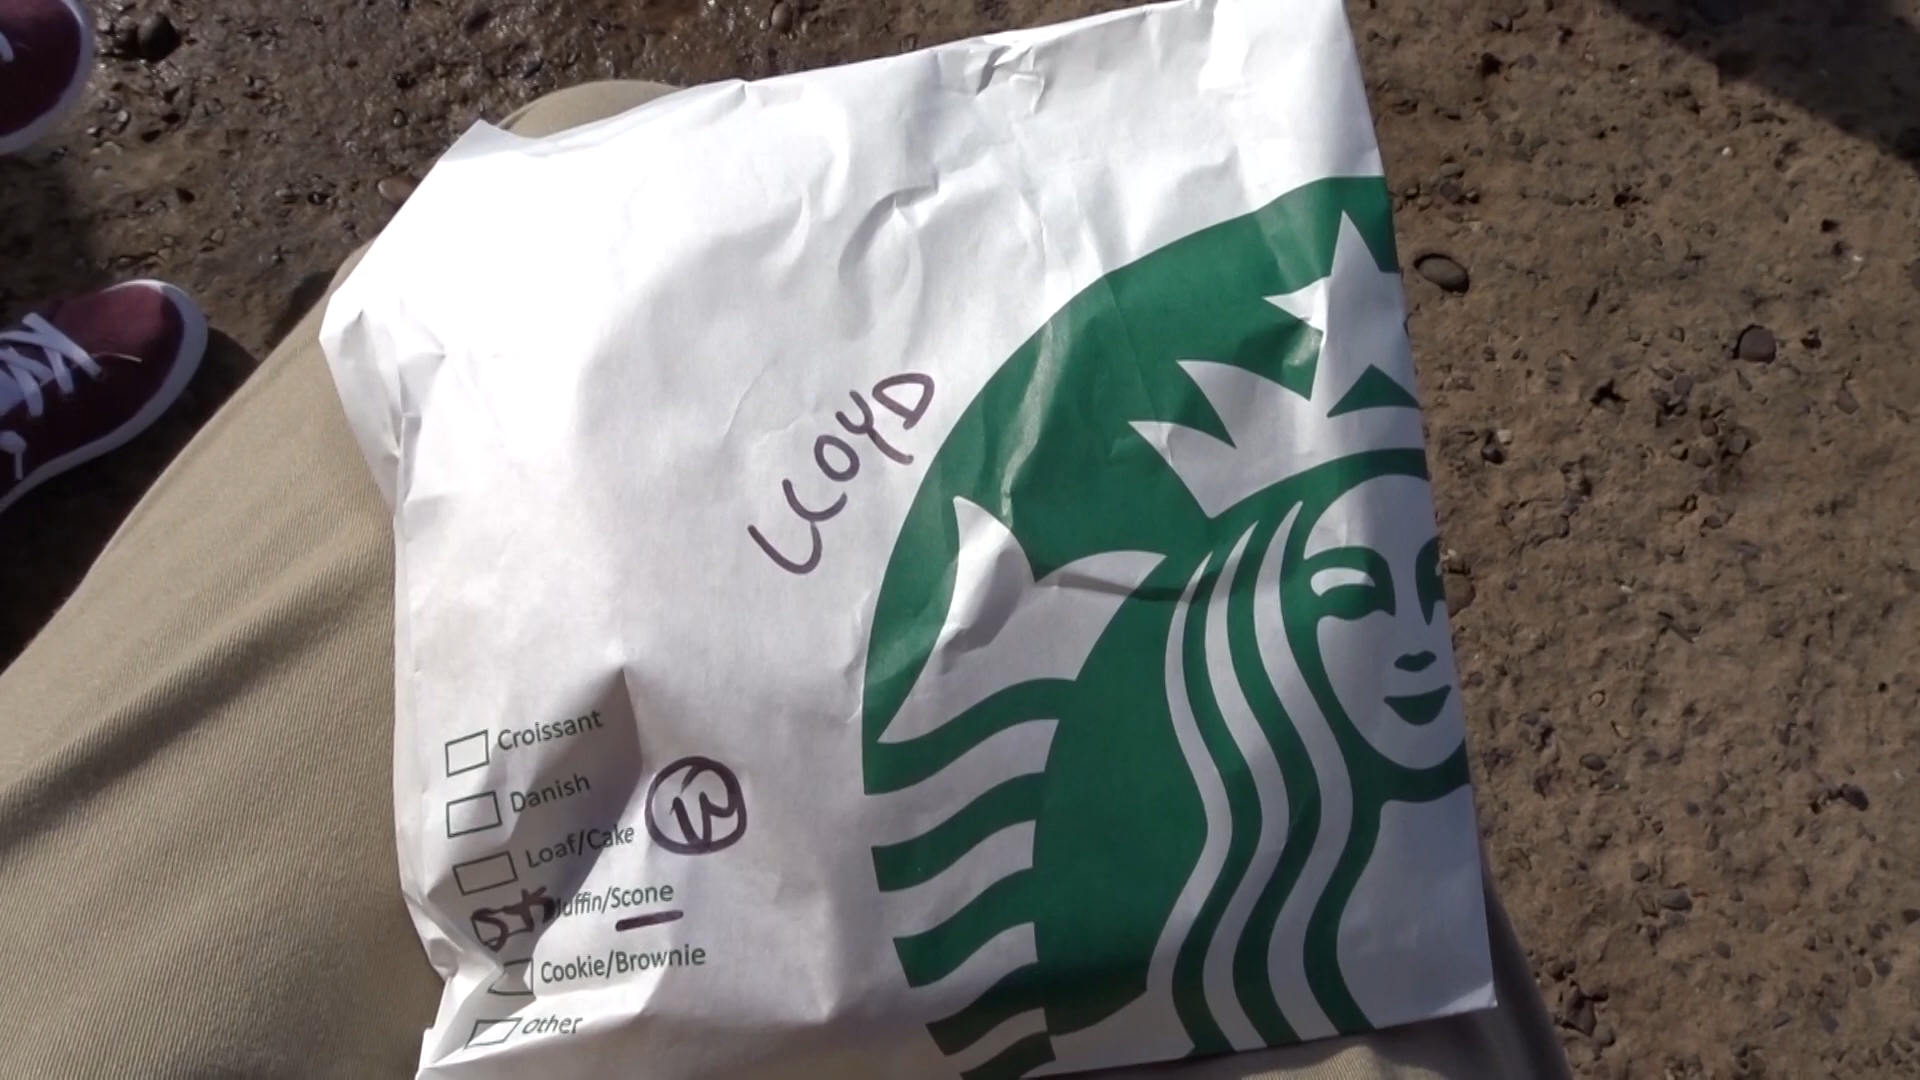 LLOYD
Croissant
Danish
Loaf/Cake
uffin/Scone
Cookie/Brownie
Other